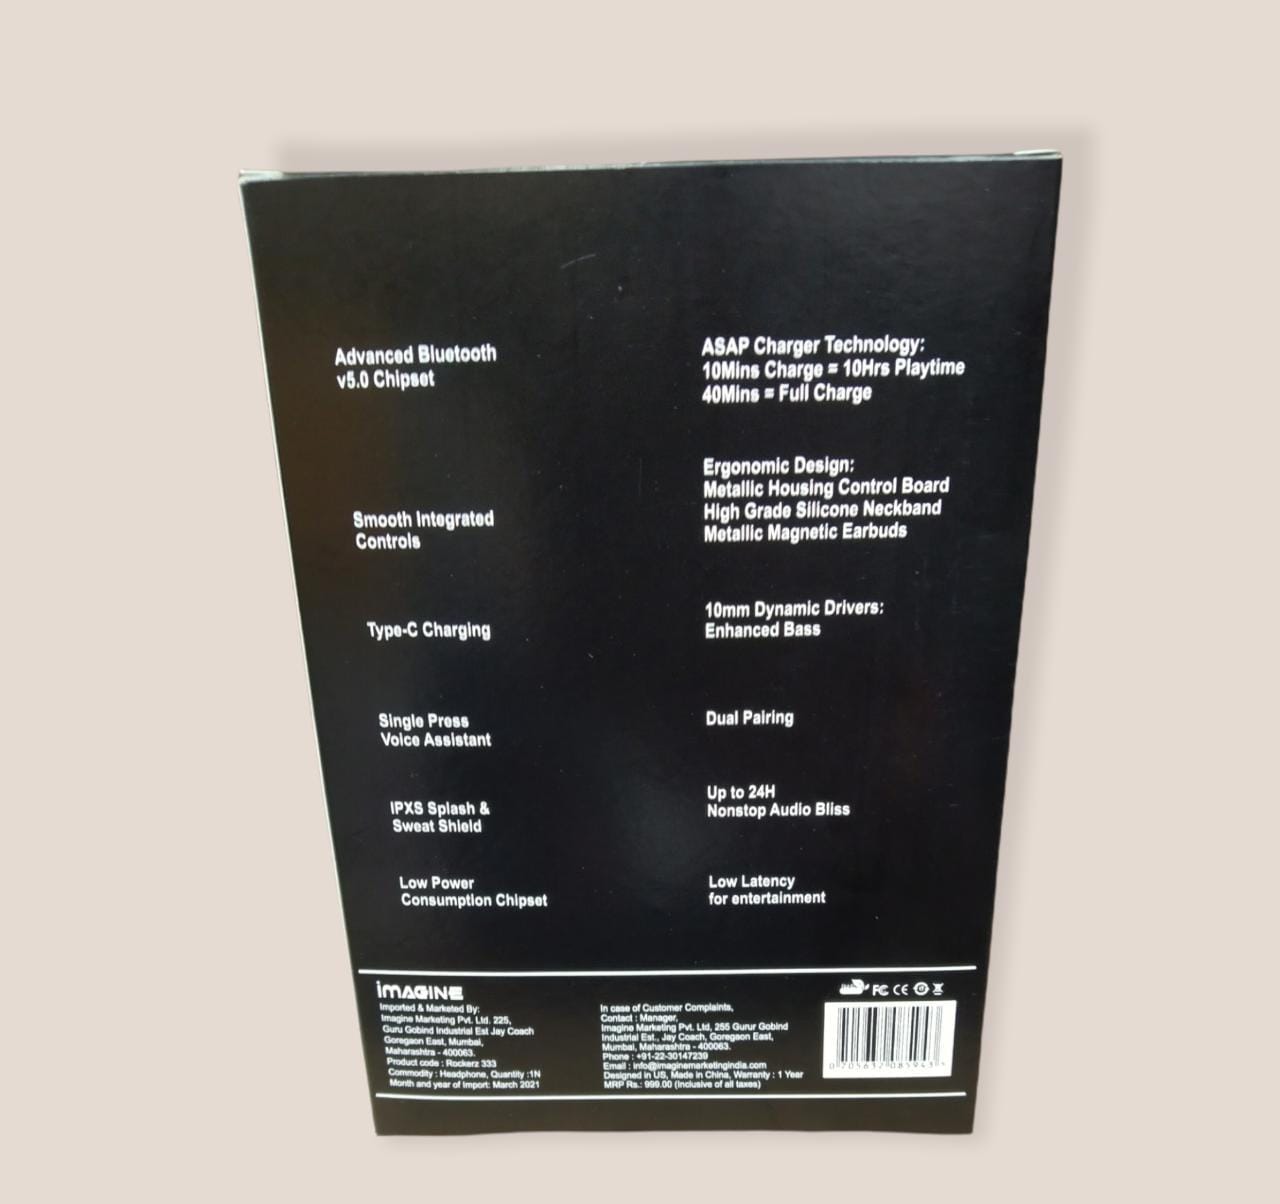 Advanced Bluetooth
v5.0 Chipset
Smooth Integrated
Controls
Type-C Charging
Single Press
Voice Assistant
IPXS Splash &
Sweat Shield
Low Power
Consumption Chipset
ASAP Charger Technology:
10Mins Charge = 10Hrs Playtime
40Mins = Full Charge
Ergonomic Design:
Metallic Housing Control Board
High Grade Silicone Neckband
Metallic Magnetic Earbuds
10mm Dynamic Drivers:
Enhanced Bass
Dual Pairing
Up to 24H
Nonstop Audio Bliss
Low Latency
for entertainment
iMAGINE
Imported & Marketed By:
Imagine Marketing Pvt. Ltd. 225,
Guru Gobind Industrial Est Jay Coach
Goregaon East, Mumbai,
Maharashtra - 400063.
Product code : Rockerz 333
Commodity : Headphone, Quantity :1N
Month and year of Import: March 2021
In case of Customer Complaints,
Contact : Manager,
Imagine Marketing Pvt. Ltd, 255 Gurur Gobind
Industrial Est., Jay Coach, Goregaon East,
Mumbai, Maharashtra - 400063.
Phone : +91-22-30147239
Email : info@imaginemarketingindia.com
Designed in US, Made in China, Warranty : 1 Year
MRP Rs.: 999.00 (Inclusive of all taxes)
FC CE